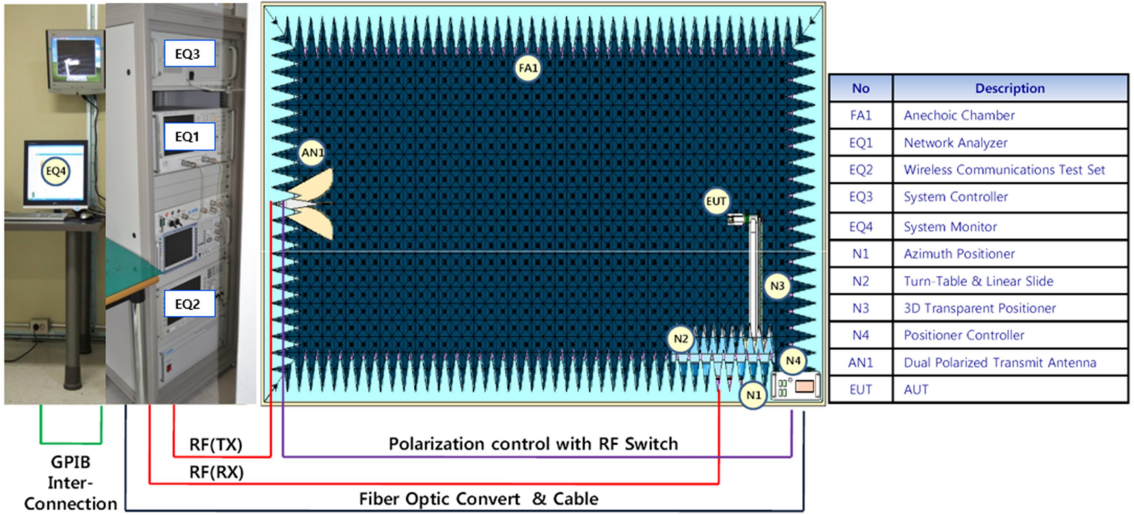 EQ3
EQ1
EQ4
EQ2
FA1
AN1
EUT
N3
N2
N4
N1
No Description
FA1 Anechoic Chamber
EQ1 Network Analyzer
EQ2 Wireless Communications Test Set
EQ3 System Controller
EQ4 System Monitor
N1 Azimuth Positioner
N2 Turn-Table & Linear Slide
N3 3D Transparent Positioner
N4 Positioner Controller
AN1 Dual Polarized Transmit Antenna
EUT AUT
RF(TX)
Polarization control with RF Switch
RF(RX)
GPIB
Inter-
Connection
Fiber Optic Convert & Cable